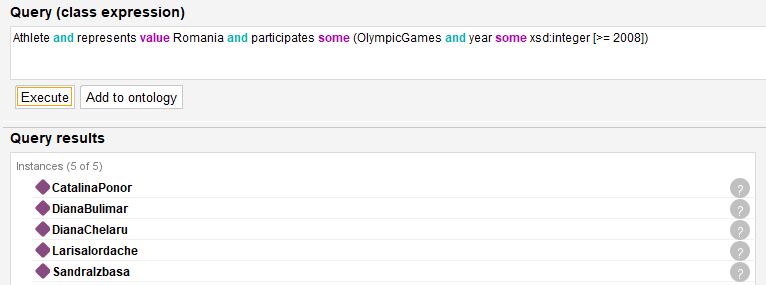 Query (class expression)
Athlete and represents value Romania and participates some (OlympicGames and year some xsd:integer [>= 2008])
Execute
Add to ontology
Query results
Instances (5 of 5)
CatalinaPonor
?
DianaBulimar
?
DianaChelaru
?
LarisaIordache
?
SandraIzbasa
?